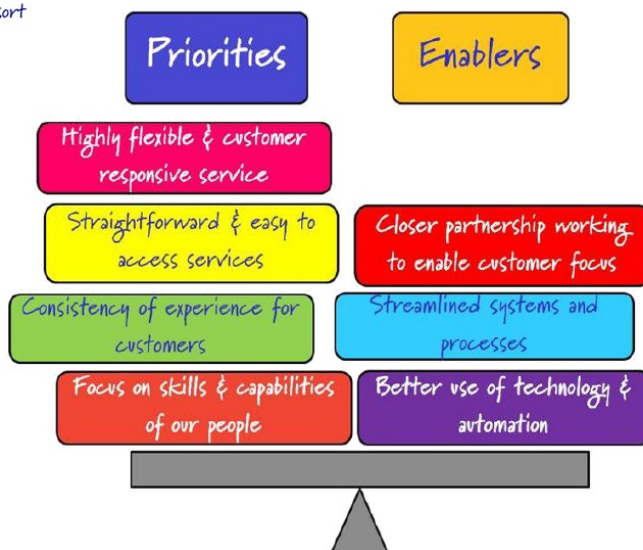 Priorities
Enablers
Highly flexible & customer
responsive service
Straightforward & easy to
access services
Closer partnership working
to enable customer focus
Consistency of experience for
customers
Streamlined systems and
processes
Focus on skills & capabilities
of our people
Better use of technology &
automation